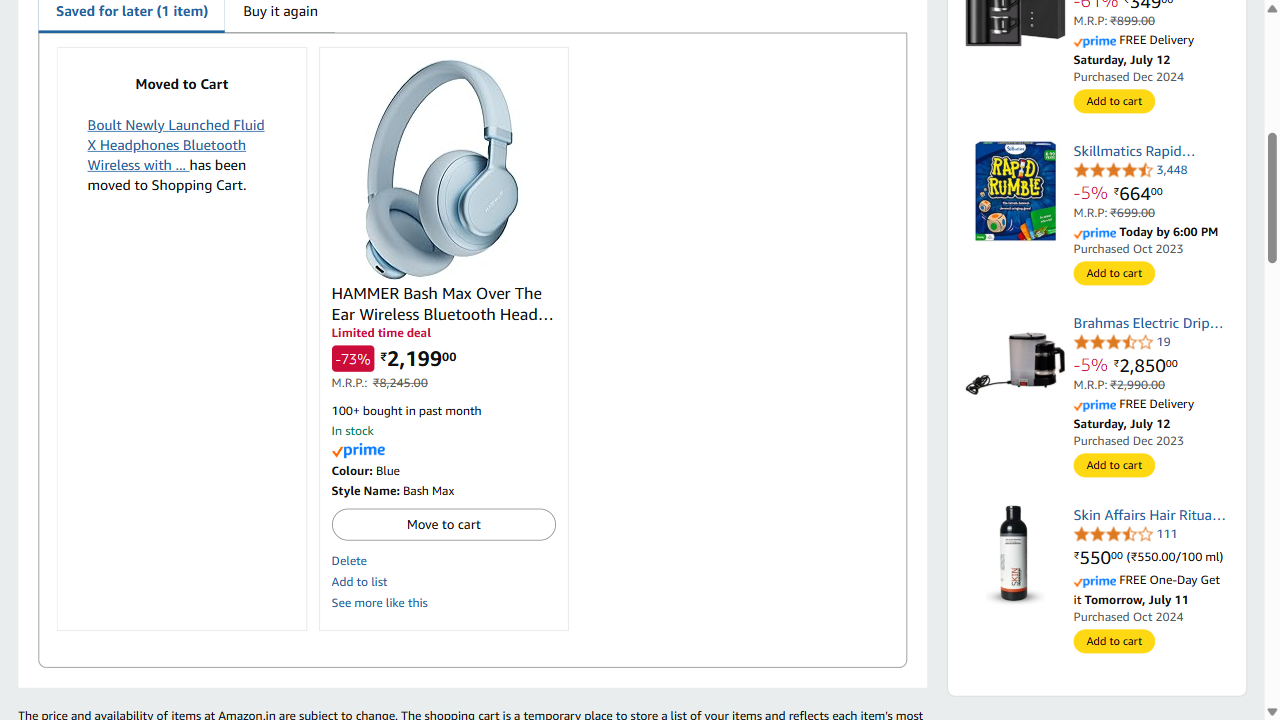 Saved for later (1 item)
Buy it again
Moved to Cart
Boult Newly Launched Fluid
X Headphones Bluetooth
Wireless with ... has been
moved to Shopping Cart.
HAMMER Bash Max Over The
Ear Wireless Bluetooth Head…
Limited time deal
-73% ₹2,19900
M.R.P.: ₹8,245.00
100+ bought in past month
In stock
prime
Colour: Blue
Style Name: Bash Max
Move to cart
Delete
Add to list
See more like this
The price and availability of items at Amazon.in are subject to change. The shopping cart is a temporary place to store a list of your items and reflects each item's most
-61% ₹34900
M.R.P: ₹899.00
prime FREE Delivery
Saturday, July 12
Purchased Dec 2024
Add to cart
Skillmatics
RAPID
RUMBLE
Skillmatics Rapid…
3,448
-5% ₹66400
M.R.P: ₹699.00
prime Today by 6:00 PM
Purchased Oct 2023
Add to cart
Brahmas Electric Drip…
19
-5% ₹2,85000
M.R.P: ₹2,990.00
prime FREE Delivery
Saturday, July 12
Purchased Dec 2023
Add to cart
SKIN
Skin Affairs Hair Ritua…
111
₹55000 (₹550.00/100 ml)
prime FREE One-Day Get
it Tomorrow, July 11
Purchased Oct 2024
Add to cart